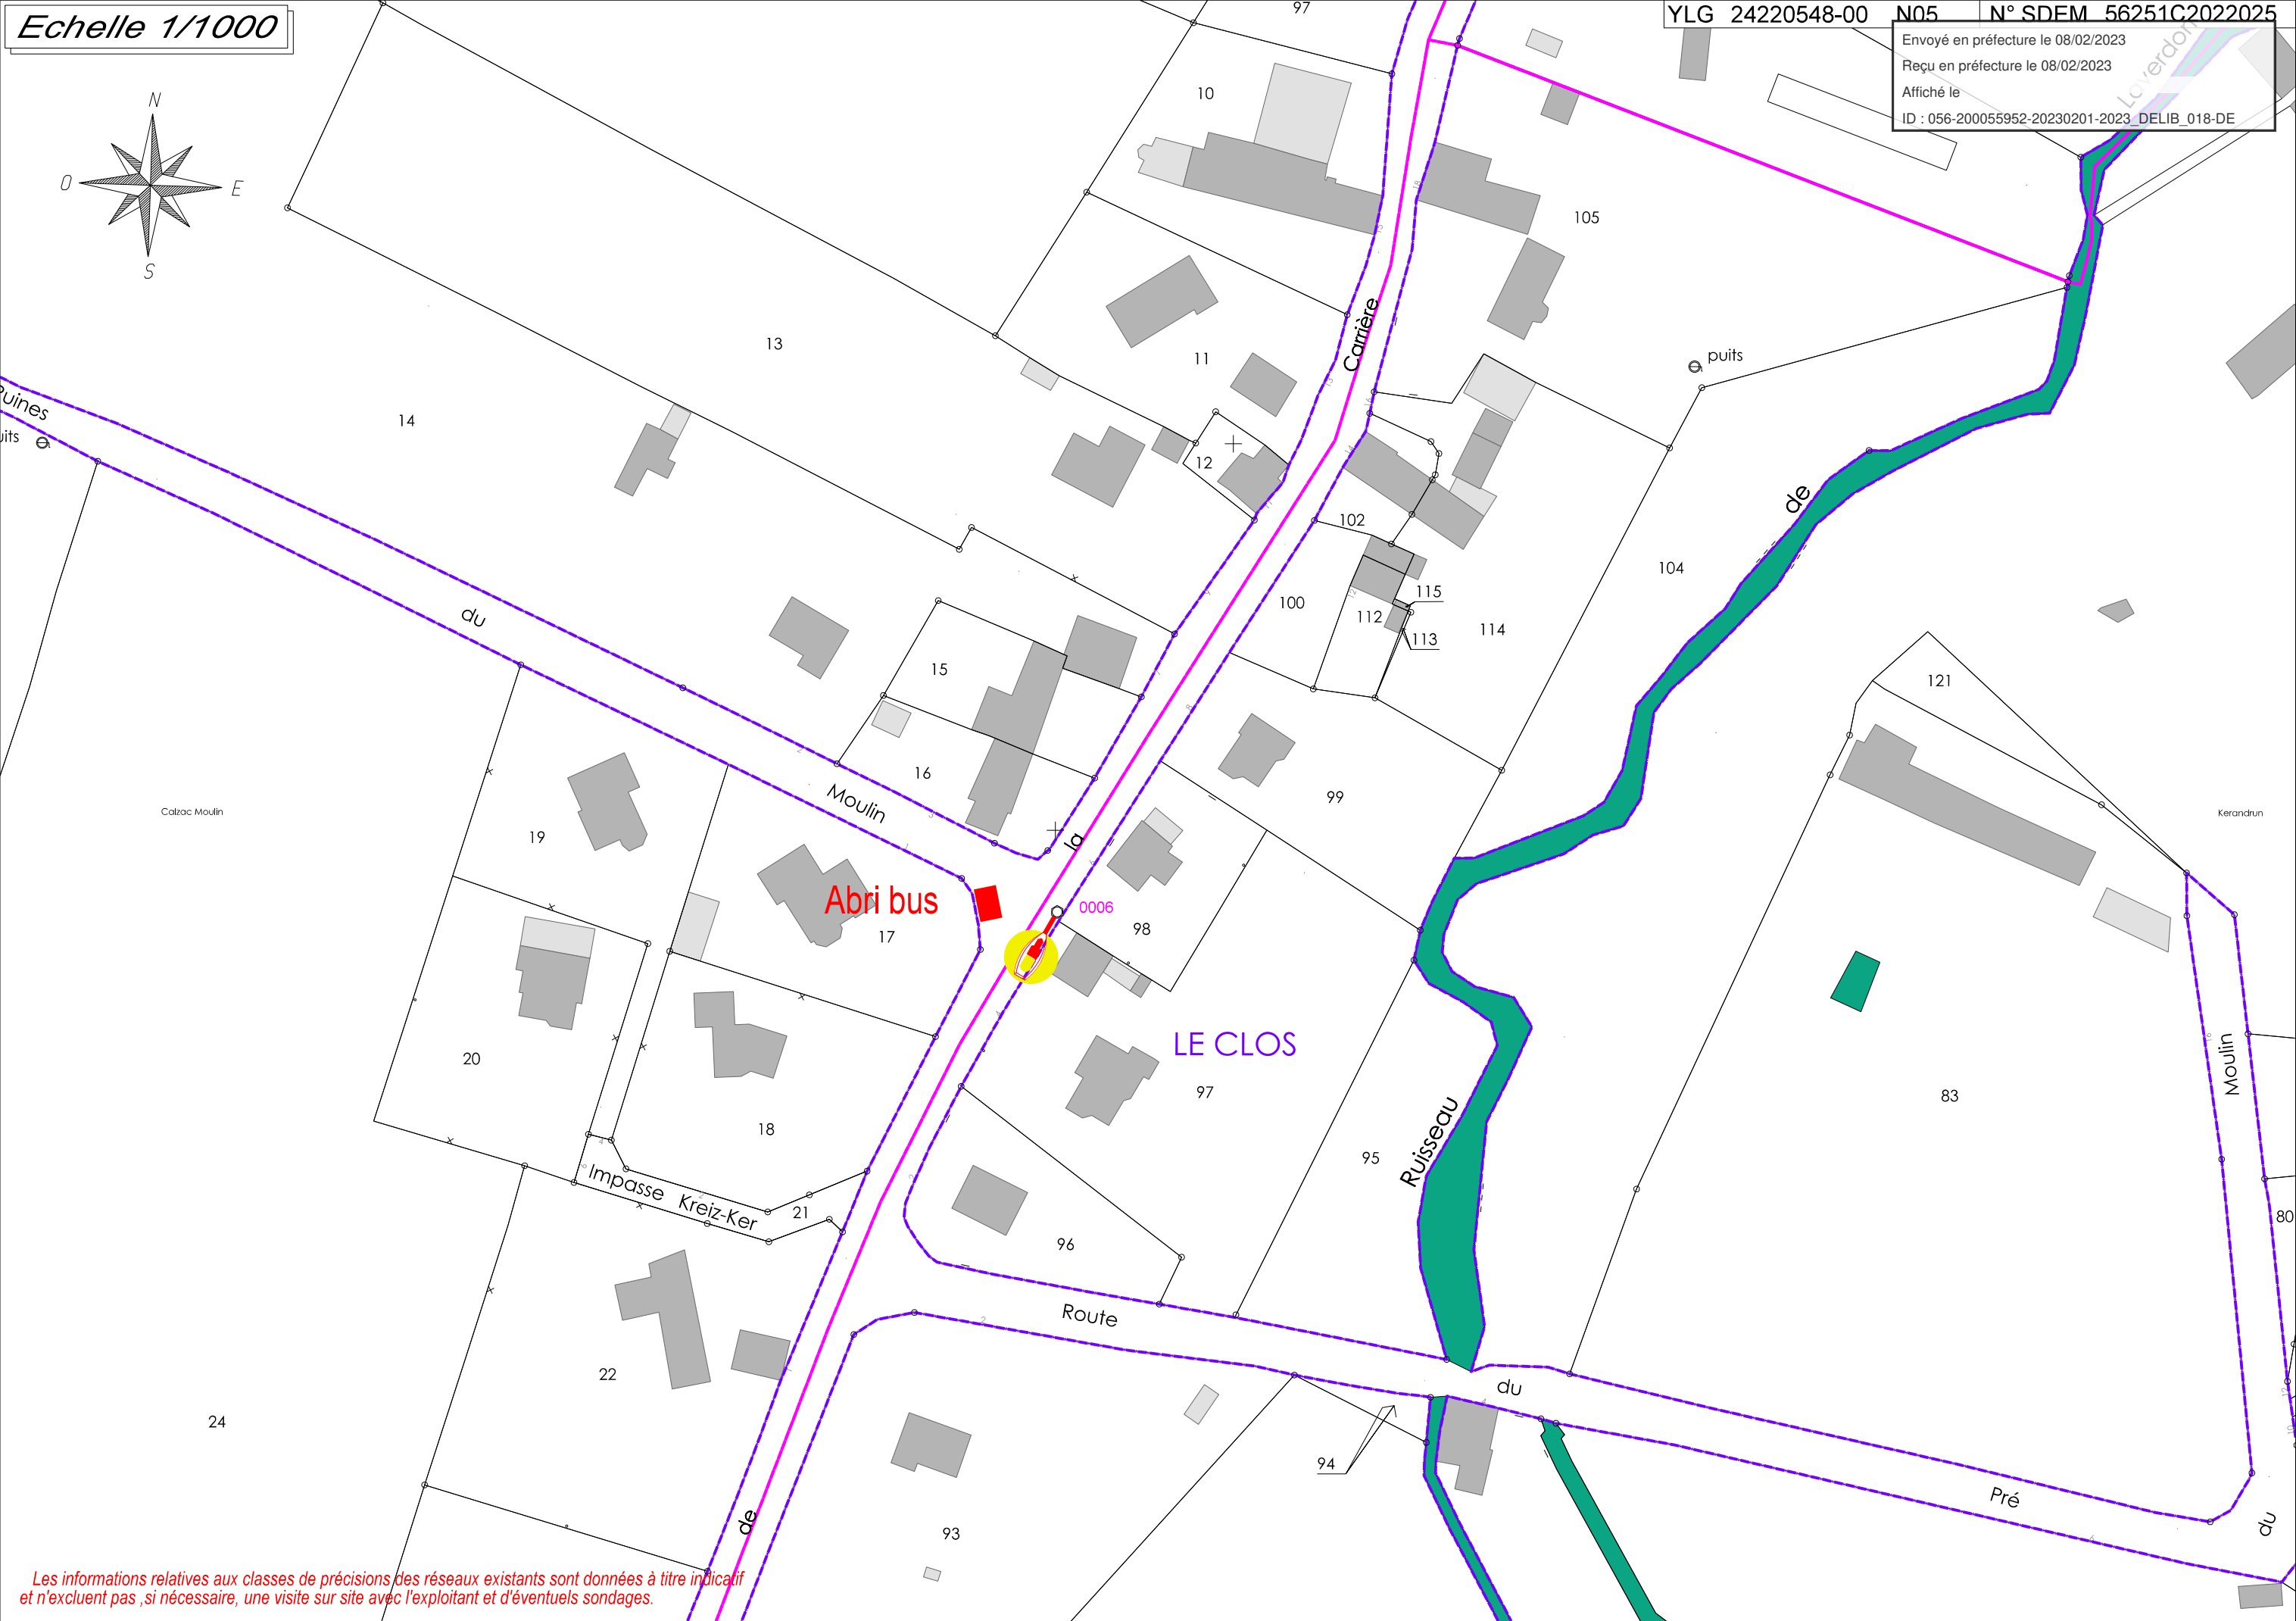 Echelle 1/1000
YLG 24220548-00 N05 N° SDEM 56251C2022025
Envoyé en préfecture le 08/02/2023
Reçu en préfecture le 08/02/2023
Affiché le
ID : 056-200055952-20230201-2023_DELIB_018-DE
N
O
E
S
97
10
105
13
11
14
12
Carrière
puits
102
104
de
100
112
115
113
114
du
15
16
Moulin
la
99
121
Calzac Moulin
Kerandrun
19
Abri bus
17
0006
98
20
18
LE CLOS
97
95
Ruisseau
83
Moulin
Impasse Kreiz-Ker
21
96
80
Route
22
24
du
94
93
Pré
du
de
Les informations relatives aux classes de précisions des réseaux existants sont données à titre indicatif
et n'excluent pas ,si nécessaire, une visite sur site avec l'exploitant et d'éventuels sondages.